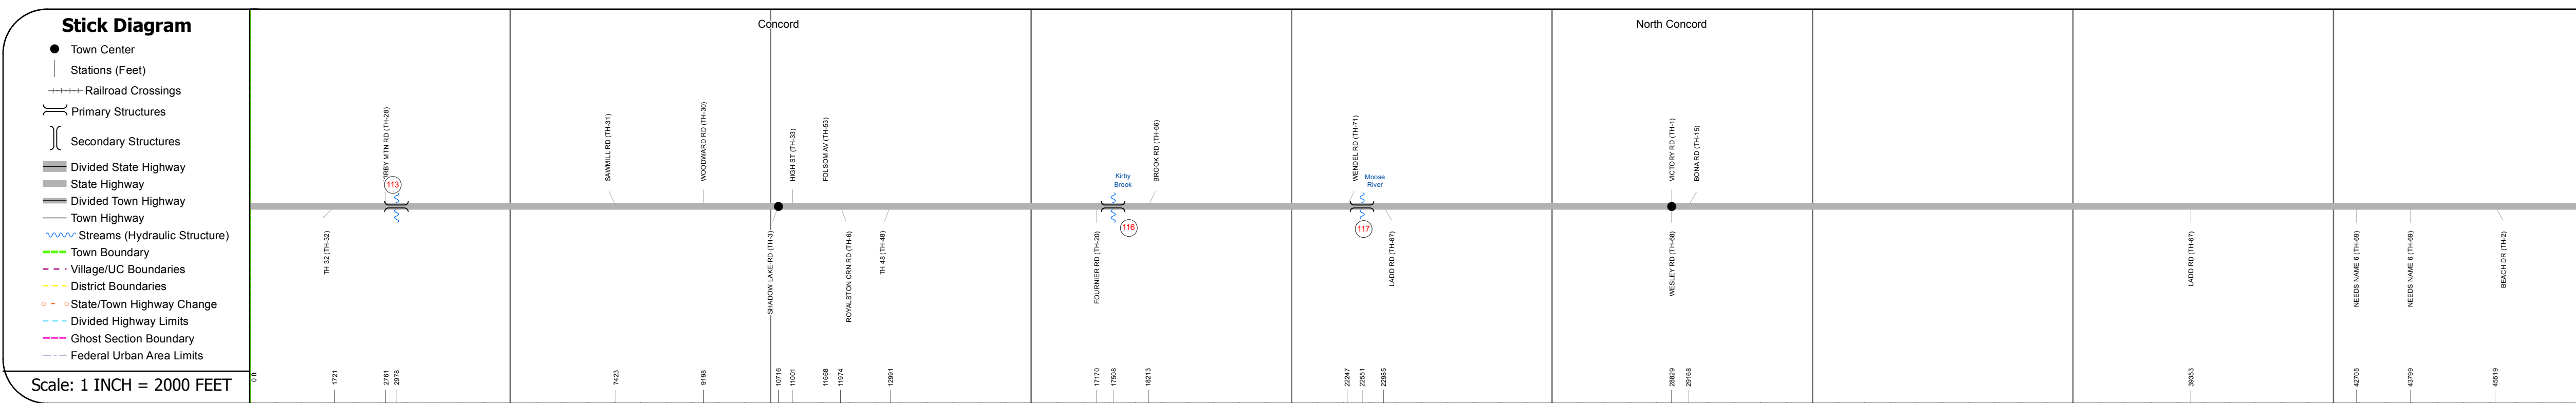 Stick Diagram
Town Center
Stations (Feet)
Railroad Crossings
Primary Structures
Secondary Structures
Divided State Highway
State Highway
Divided Town Highway
Town Highway
Streams (Hydraulic Structure)
Town Boundary
Village/UC Boundaries
District Boundaries
State/Town Highway Change
Divided Highway Limits
Ghost Section Boundary
Federal Urban Area Limits
Scale: 1 INCH = 2000 FEET
Concord
North Concord
MTN RD (TH-28)
SAWMILL RD (TH-31)
WOODWARD RD (TH-30)
HIGH ST (TH-33)
FOLSOM AV (TH-53)
BROOK RD (TH-66)
WENDEL RD (TH-71)
VICTORY RD (TH-1)
BONA RD (TH-15)
113
Kirby
Brook
116
Moose
River
117
TH 32 (TH-32)
SHADOW LAKE RD (TH-3)
ROYALSTON CRN RD (TH-6)
TH 48 (TH-48)
FOURNIER RD (TH-20)
LADD RD (TH-67)
WESLEY RD (TH-68)
LADD RD (TH-67)
NEEDS NAME 6 (TH-69)
NEEDS NAME 6 (TH-69)
BEACH DR (TH-2)
0 ft
1721
2761
2978
7423
9198
10716
11001
11668
11974
12991
17170
17508
18213
22247
22551
22985
28829
29168
39353
42705
43799
45519